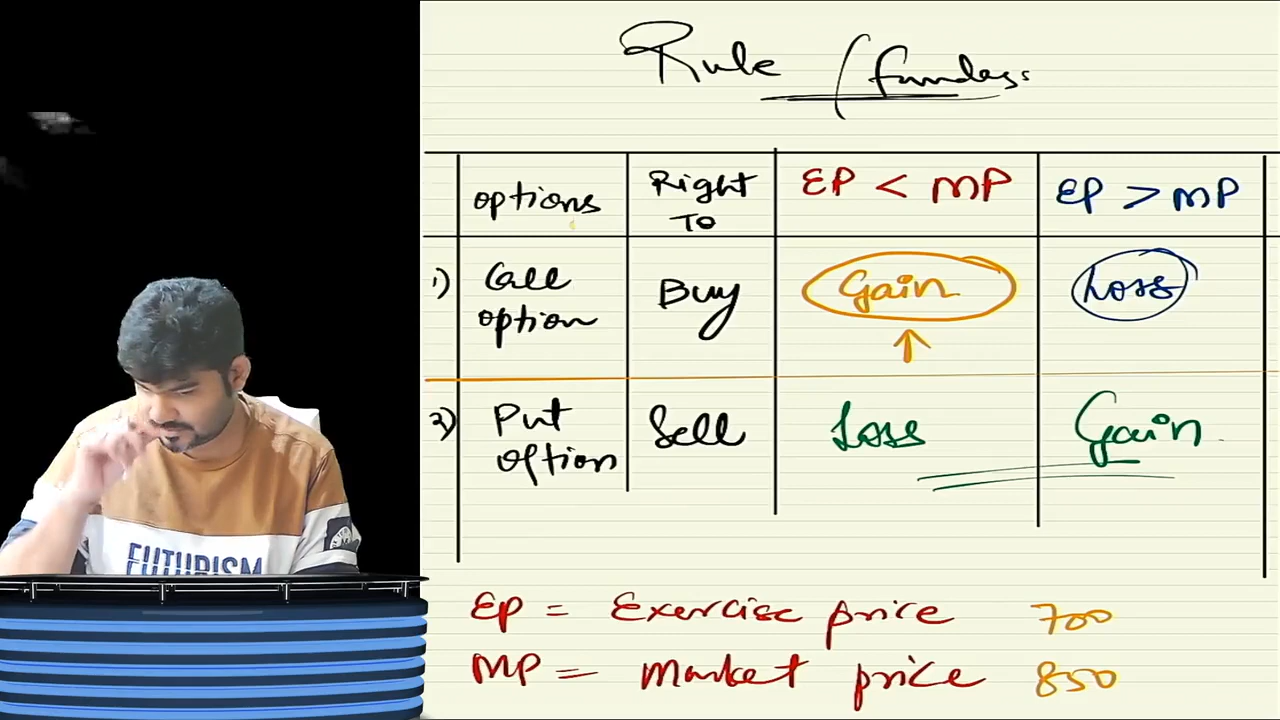 Rule / (fundas:
options
Right To
EP < MP
EP > MP
1)
Call option
Buy
Gain
Loss
2)
Put option
Sell
Loss
Gain
EP = Exercise price 700
MP = Market price 850
FUTURISM